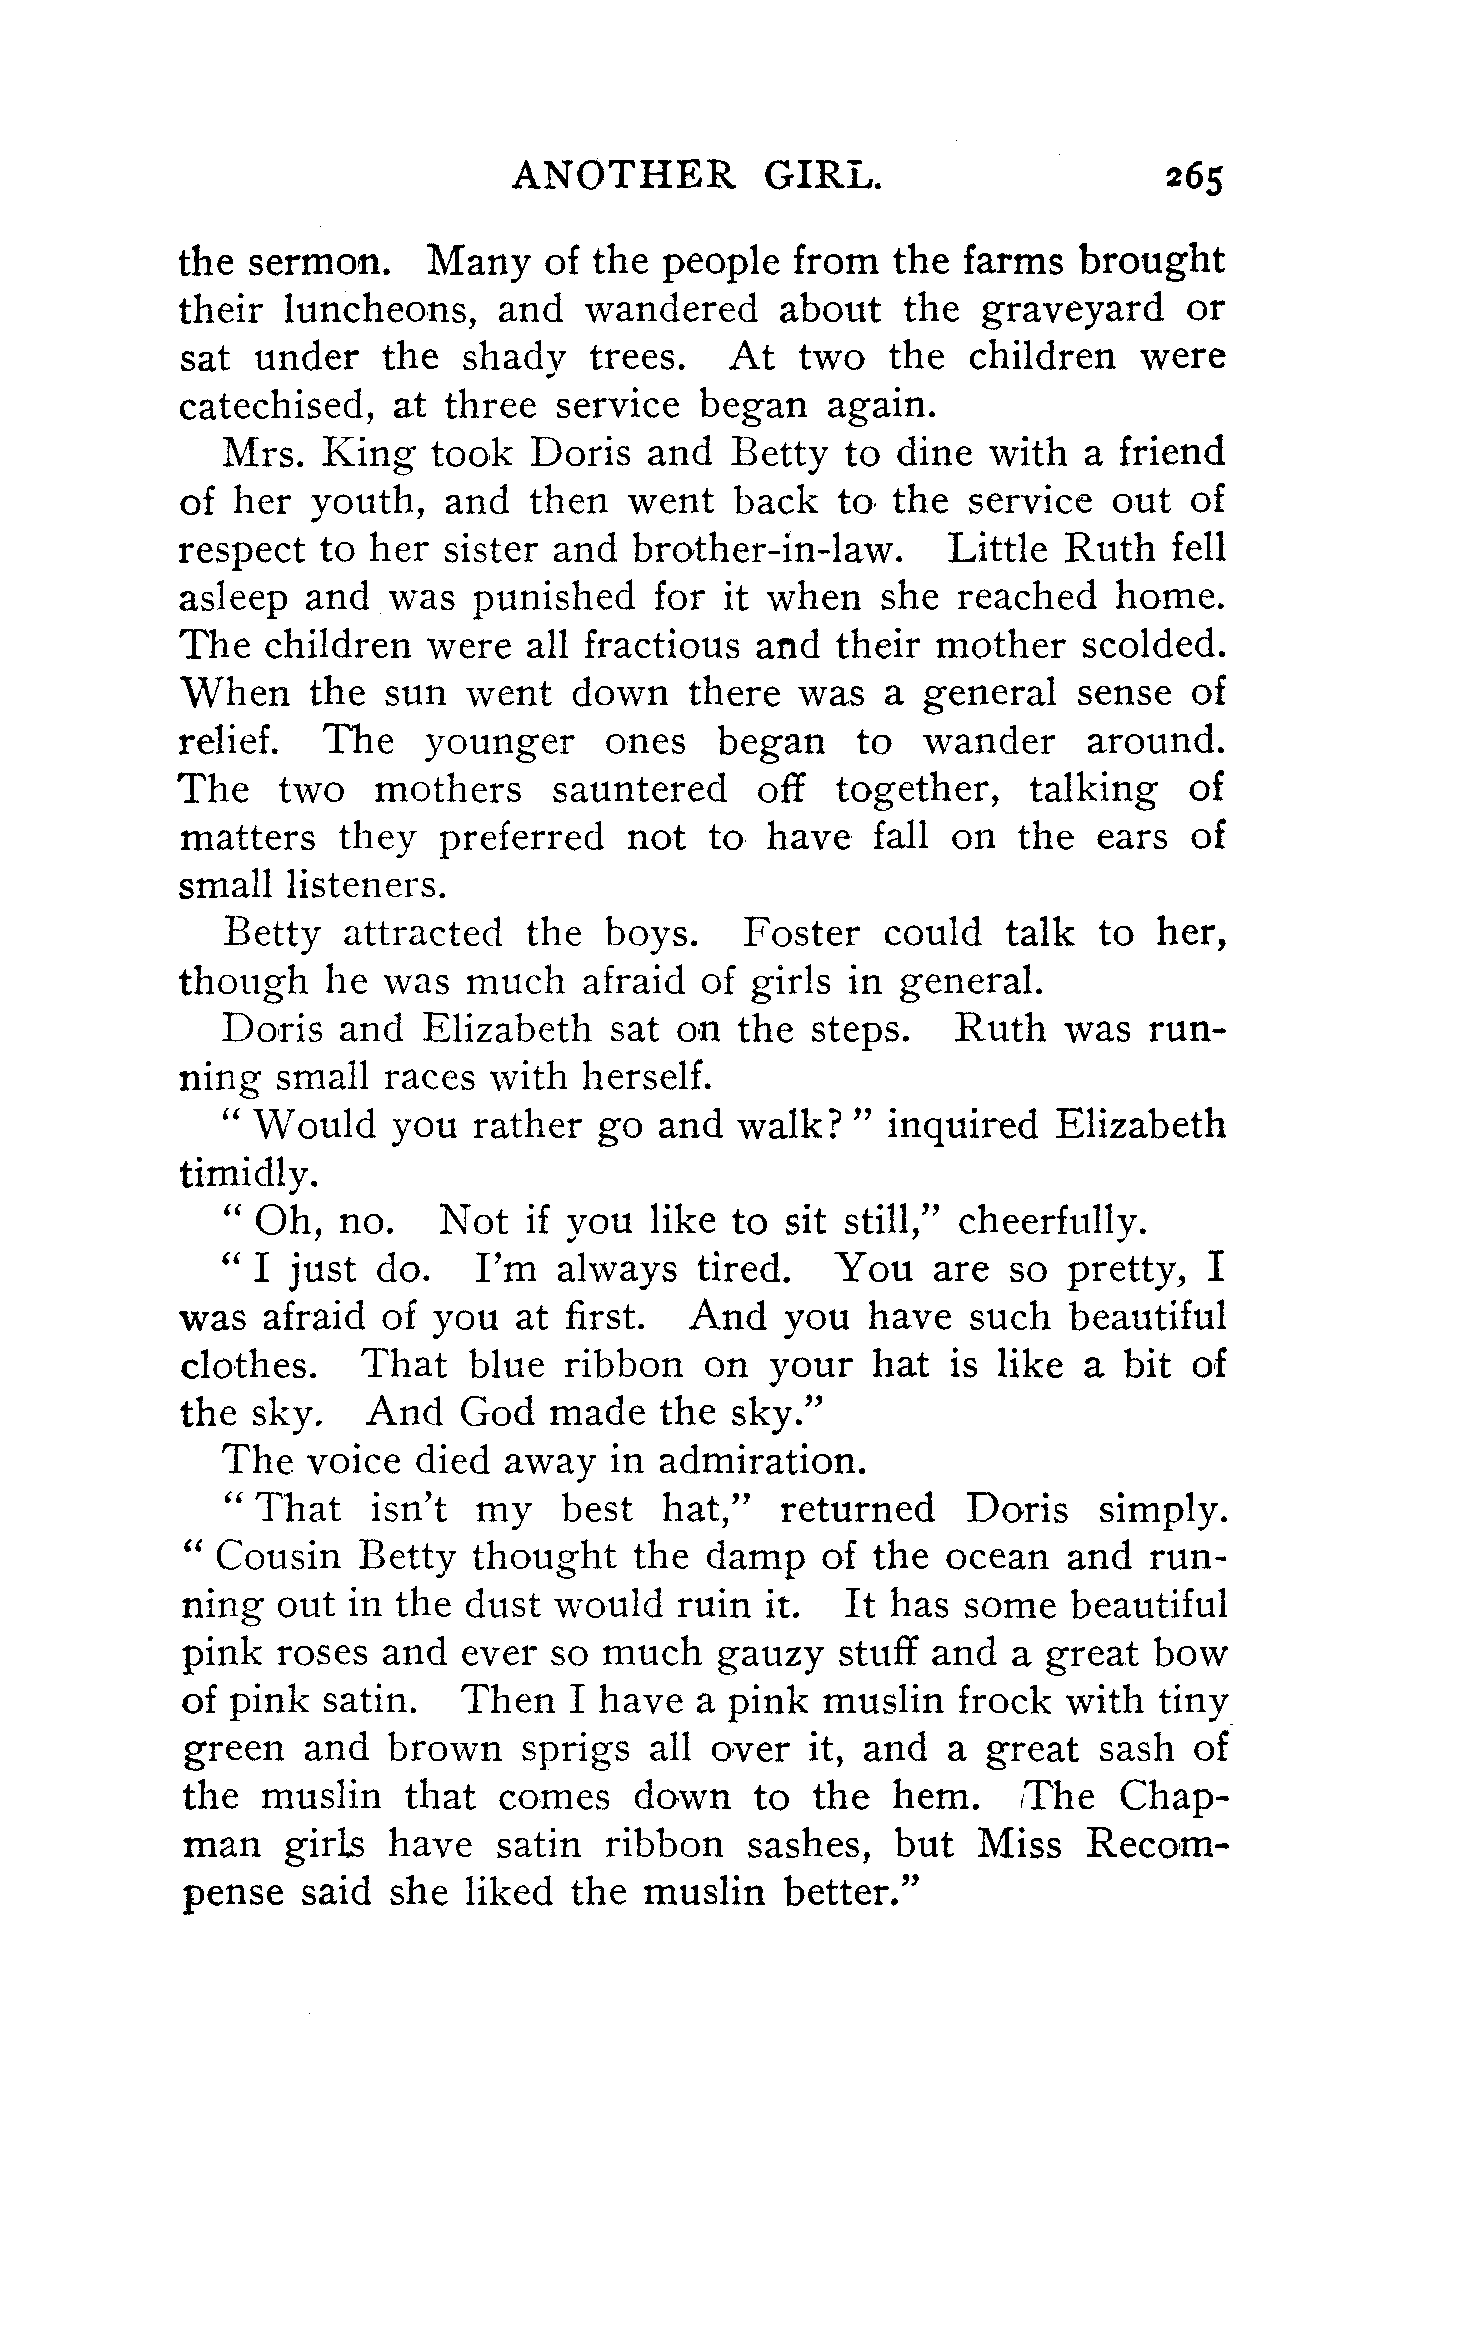 ANOTHER GIRL. 265
the sermon. Many of the people from the farms brought
their luncheons, and wandered about the graveyard or
sat under the shady trees. At two the children were
catechised, at three service began again.
Mrs. King took Doris and Betty to dine with a friend
of her youth, and then went back to the service out of
respect to her sister and brother-in-law. Little Ruth fell
asleep and was punished for it when she reached home.
The children were all fractious and their mother scolded.
When the sun went down there was a general sense of
relief. The younger ones began to wander around.
The two mothers sauntered off together, talking of
matters they preferred not to have fall on the ears of
small listeners.
Betty attracted the boys. Foster could talk to her,
though he was much afraid of girls in general.
Doris and Elizabeth sat on the steps. Ruth was run-
ning small races with herself.
“ Would you rather go and walk? ” inquired Elizabeth
timidly.
“ Oh, no. Not if you like to sit still,” cheerfully.
“ I just do. I’m always tired. You are so pretty, I
was afraid of you at first. And you have such beautiful
clothes. That blue ribbon on your hat is like a bit of
the sky. And God made the sky.”
The voice died away in admiration.
“ That isn’t my best hat,” returned Doris simply.
“ Cousin Betty thought the damp of the ocean and run-
ning out in the dust would ruin it. It has some beautiful
pink roses and ever so much gauzy stuff and a great bow
of pink satin. Then I have a pink muslin frock with tiny
green and brown sprigs all over it, and a great sash of
the muslin that comes down to the hem. The Chap-
man girls have satin ribbon sashes, but Miss Recom-
pense said she liked the muslin better.”